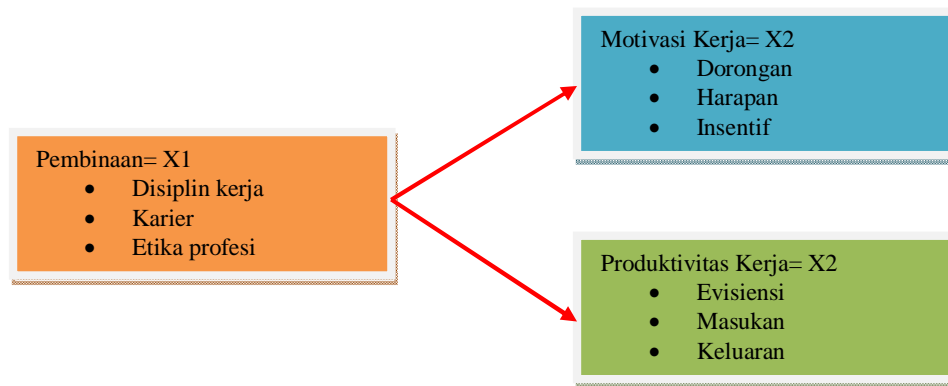 Pembinaan= X1
• Disiplin kerja
• Karier
• Etika profesi
Motivasi Kerja= X2
• Dorongan
• Harapan
• Insentif
Produktivitas Kerja= X2
• Evisiensi
• Masukan
• Keluaran